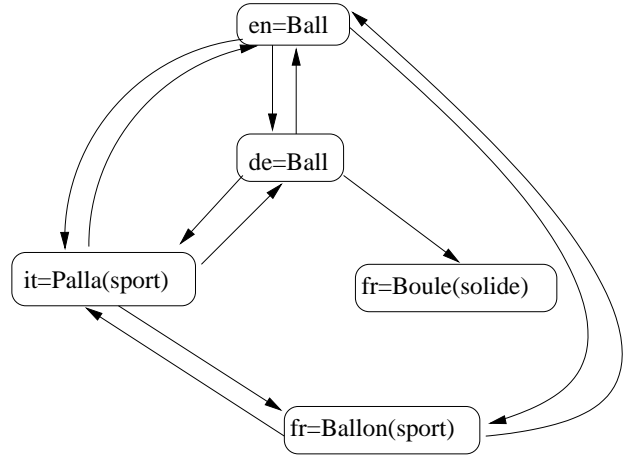 en=Ball
de=Ball
it=Palla(sport)
fr=Boule(solide)
fr=Ballon(sport)